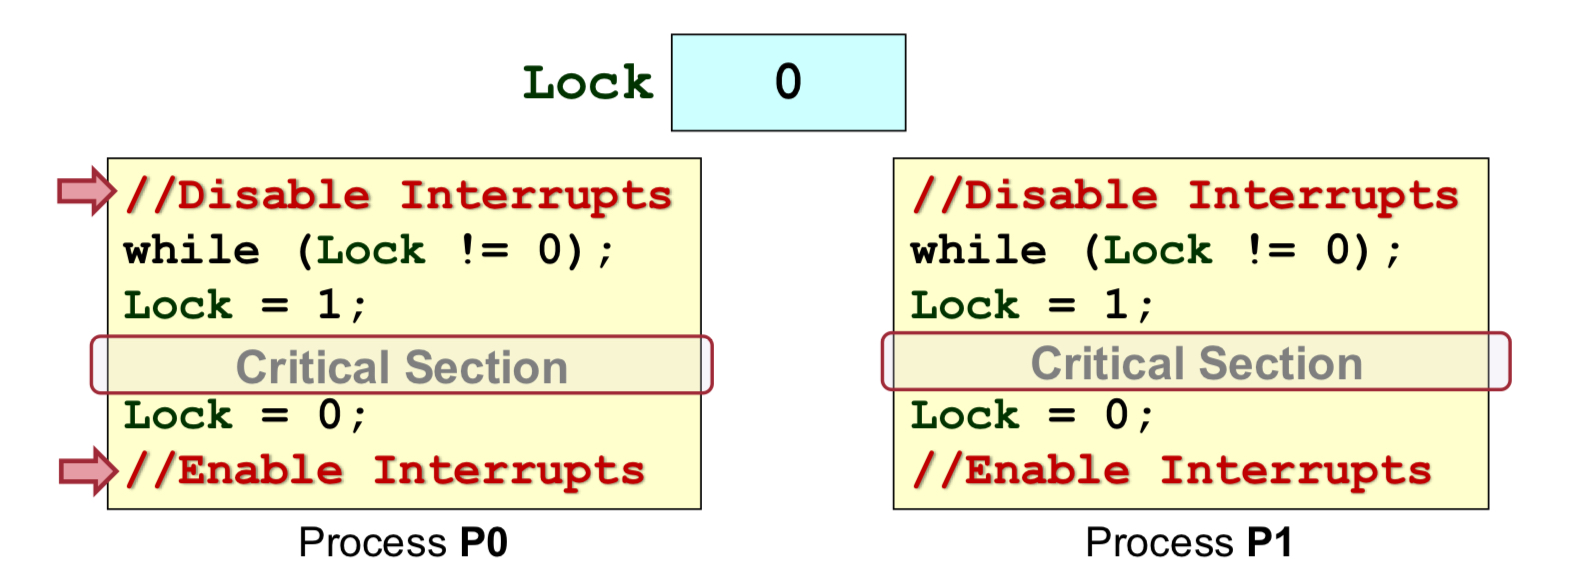 Lock 0
//Disable Interrupts
while (Lock != 0);
Lock = 1;
Critical Section
Lock = 0;
//Enable Interrupts
Process P0
//Disable Interrupts
while (Lock != 0);
Lock = 1;
Critical Section
Lock = 0;
//Enable Interrupts
Process P1